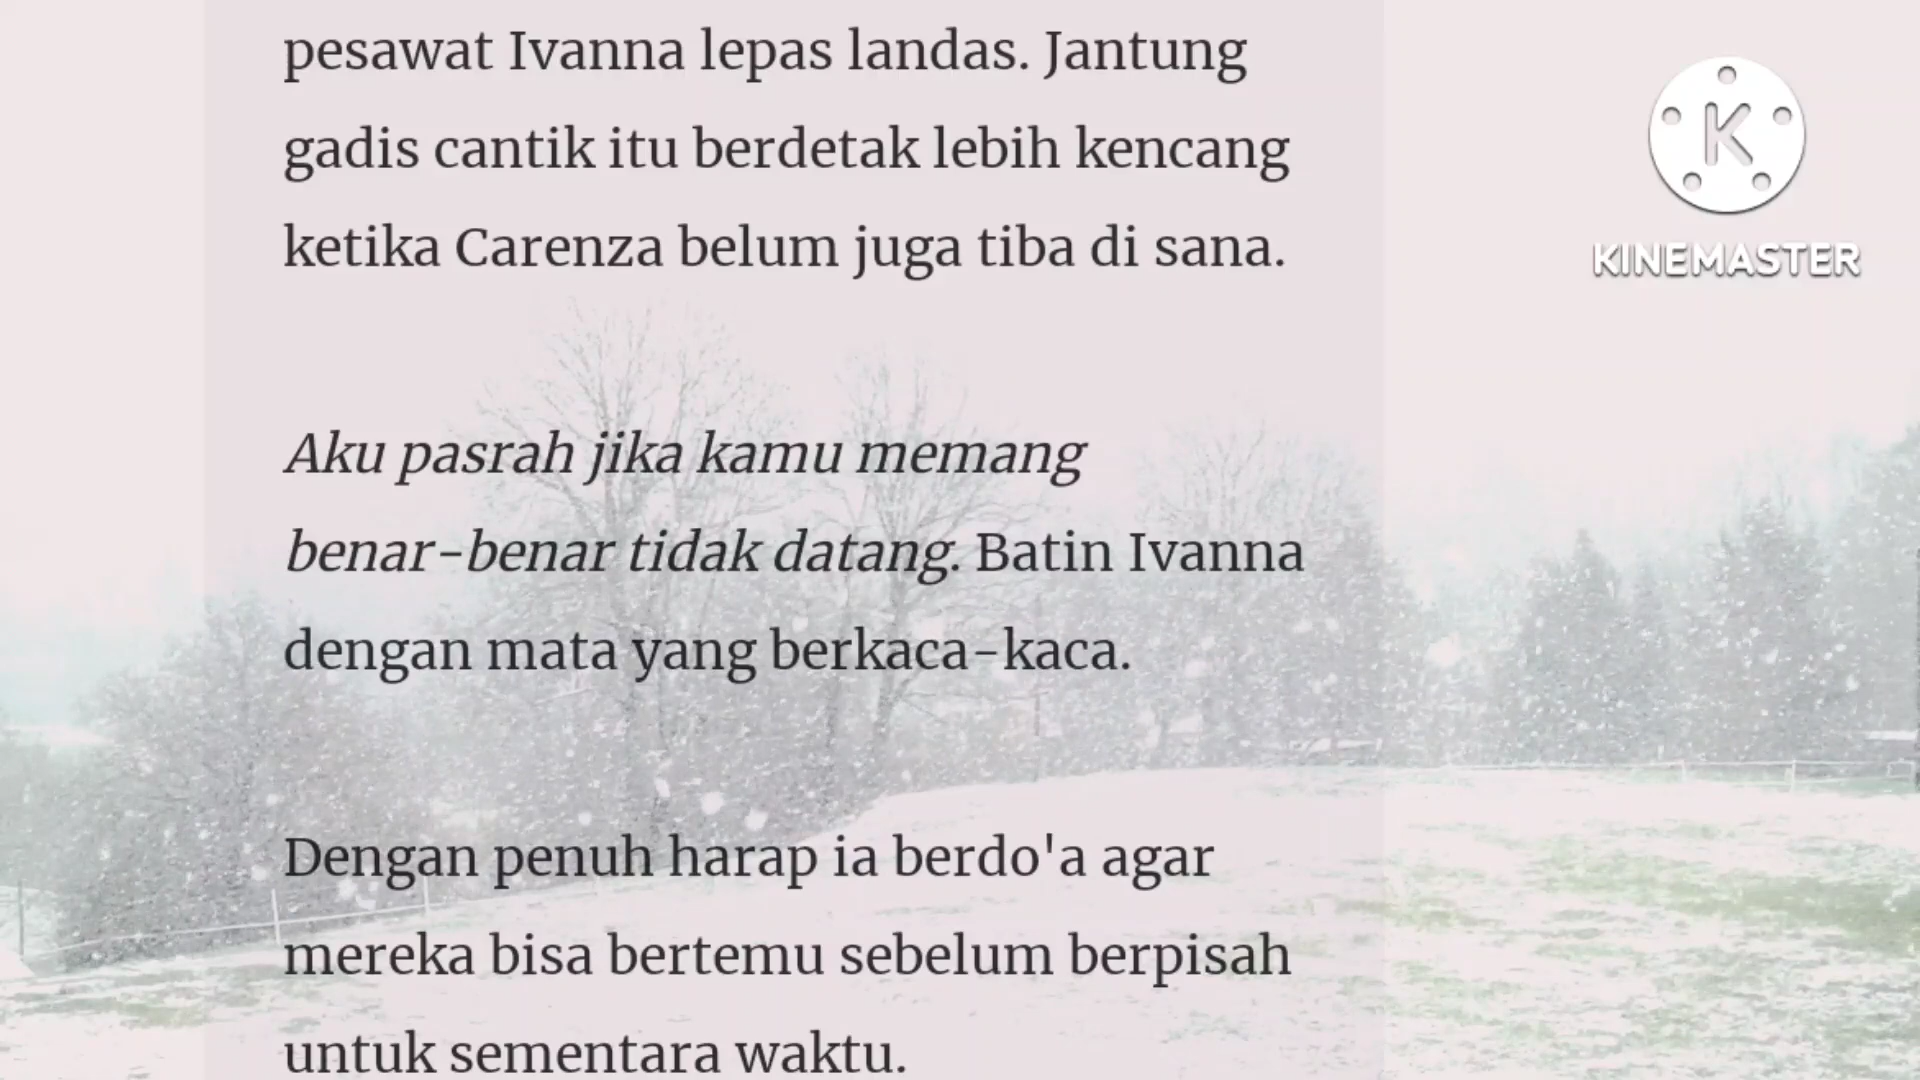 pesawat Ivanna lepas landas. Jantung
gadis cantik itu berdetak lebih kencang
ketika Carenza belum juga tiba di sana.
Aku pasrah jika kamu memang
benar-benar tidak datang. Batin Ivanna
dengan mata yang berkaca-kaca.
Dengan penuh harap ia berdo'a agar
mereka bisa bertemu sebelum berpisah
untuk sementara waktu.
K
KINEMASTER